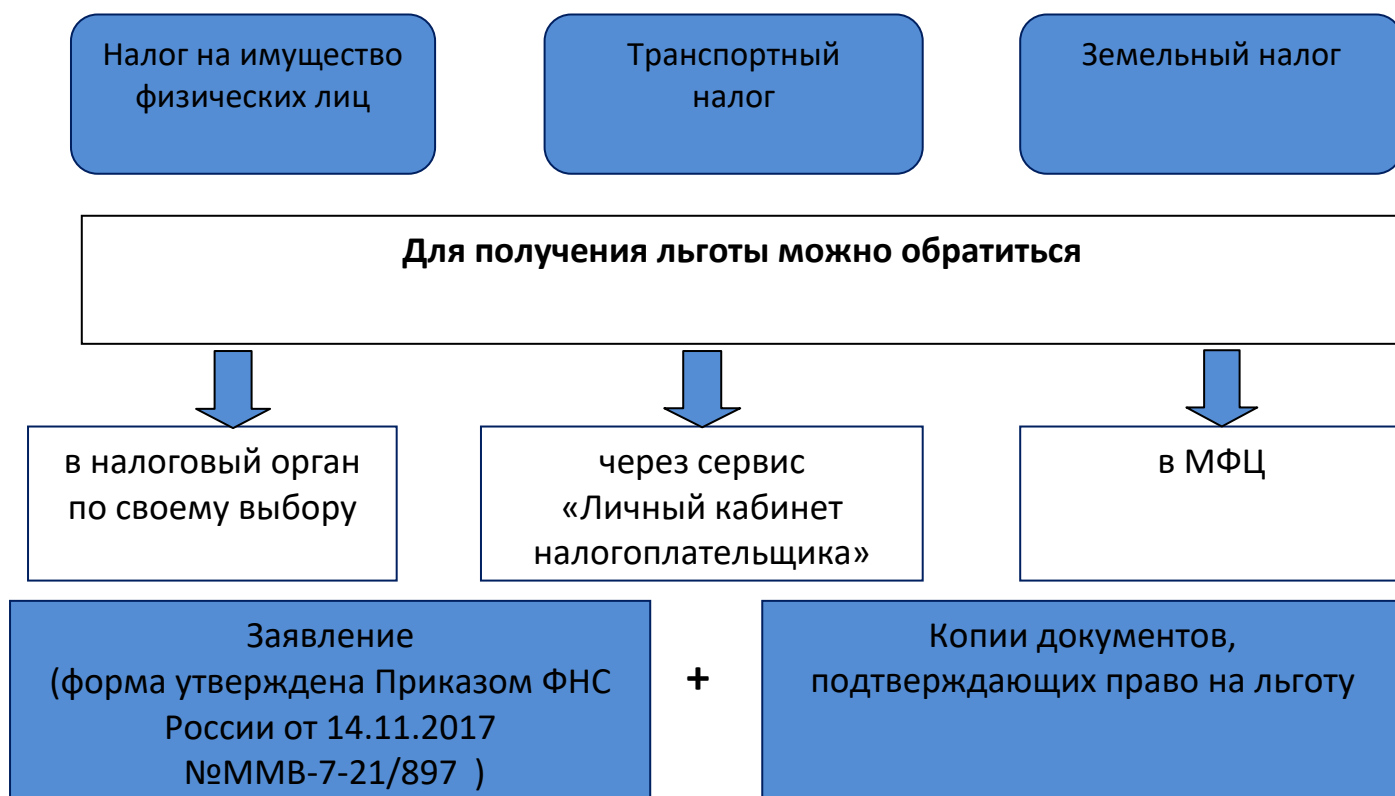 Налог на имущество
физических лиц
Транспортный
налог
Земельный налог
Для получения льготы можно обратиться
в налоговый орган
по своему выбору
через сервис
«Личный кабинет
налогоплательщика»
в МФЦ
Заявление
(форма утверждена Приказом ФНС
России от 14.11.2017
№ММВ-7-21/897 )
+
Копии документов,
подтверждающих право на льготу